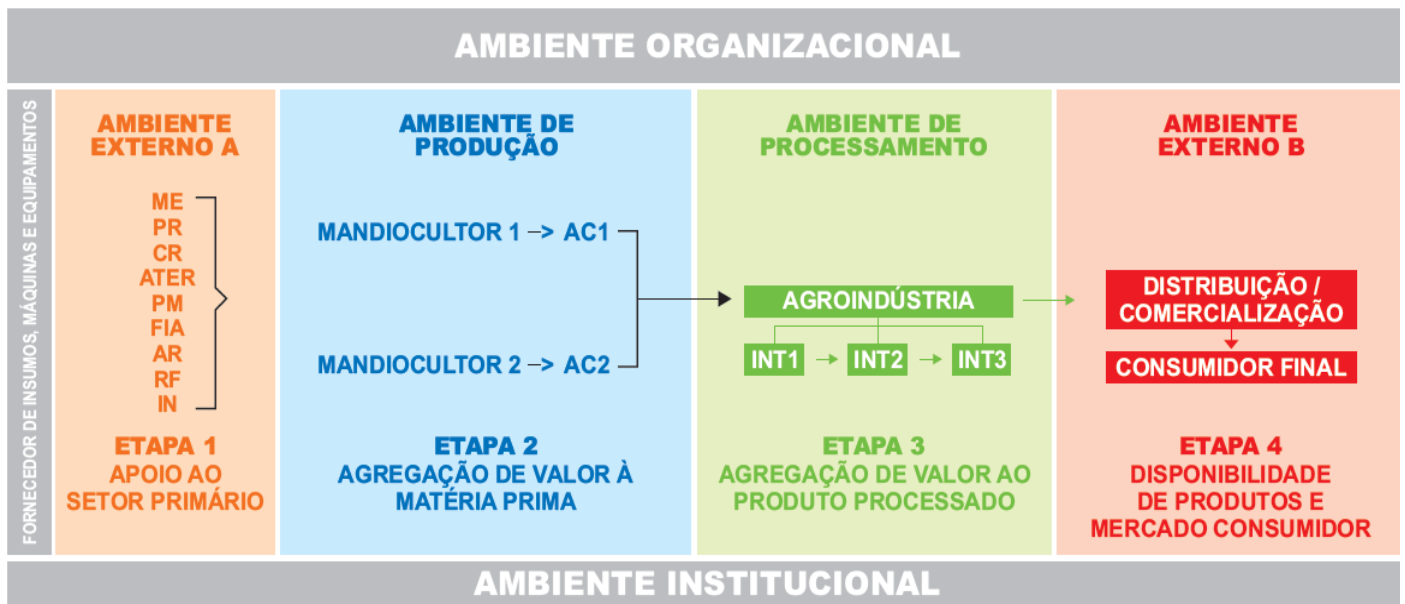 AMBIENTE ORGANIZACIONAL
FORNECEDOR DE INSUMOS, MÁQUINAS E EQUIPAMENTOS
AMBIENTE
EXTERNO A
ME
PR
CR
ATER
PM
FIA
AR
RF
IN
ETAPA 1
APOIO AO
SETOR PRIMÁRIO
AMBIENTE DE
PRODUÇÃO
MANDIOCULTOR 1 –> AC1
MANDIOCULTOR 2 –> AC2
ETAPA 2
AGREGAÇÃO DE VALOR À
MATÉRIA PRIMA
AMBIENTE DE
PROCESSAMENTO
AGROINDÚSTRIA
INT1 INT2 INT3
ETAPA 3
AGREGAÇÃO DE VALOR AO
PRODUTO PROCESSADO
AMBIENTE
EXTERNO B
DISTRIBUIÇÃO /
COMERCIALIZAÇÃO
CONSUMIDOR FINAL
ETAPA 4
DISPONIBILIDADE
DE PRODUTOS E
MERCADO CONSUMIDOR
AMBIENTE INSTITUCIONAL